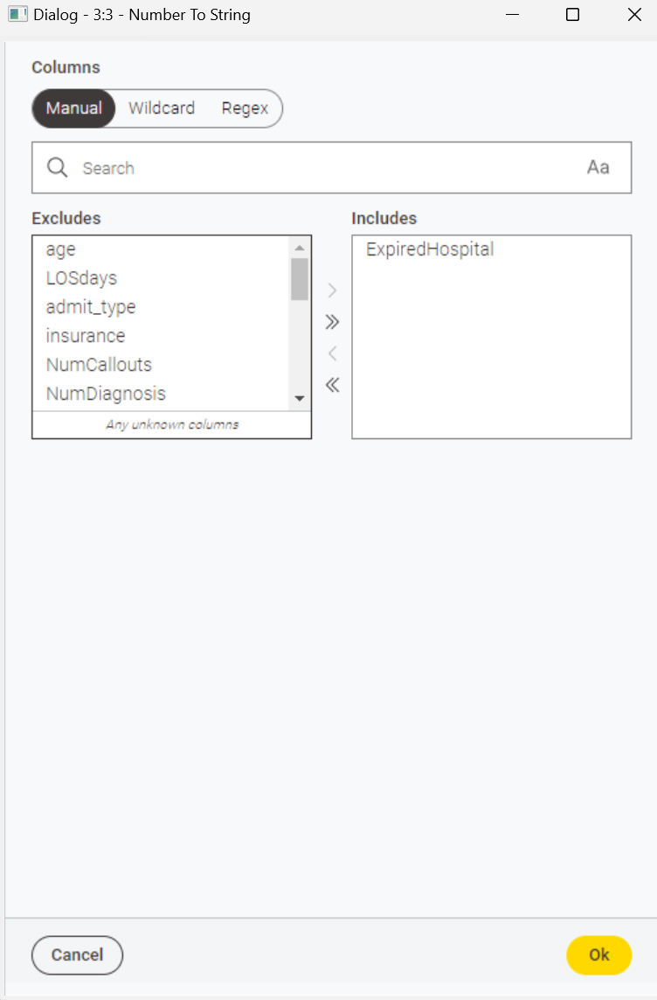 Dialog - 3:3 - Number To String
Columns
Manual Wildcard Regex
Search Aa
Excludes
age
LOSdays
admit_type
insurance
NumCallouts
NumDiagnosis
Any unknown columns
Includes
ExpiredHospital
Cancel Ok